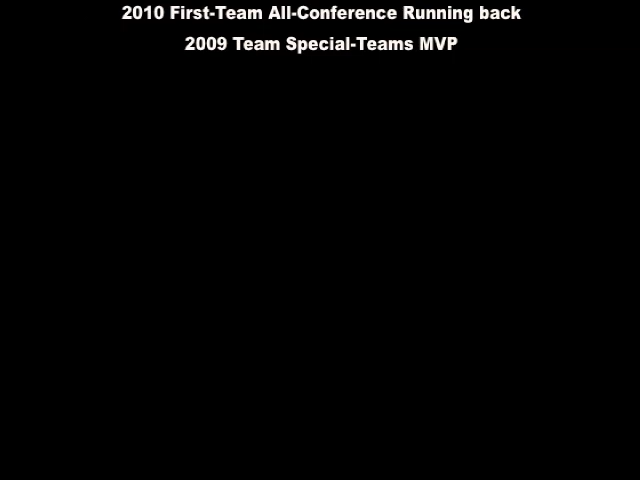 2010 First-Team All-Conference Running back
2009 Team Special-Teams MVP